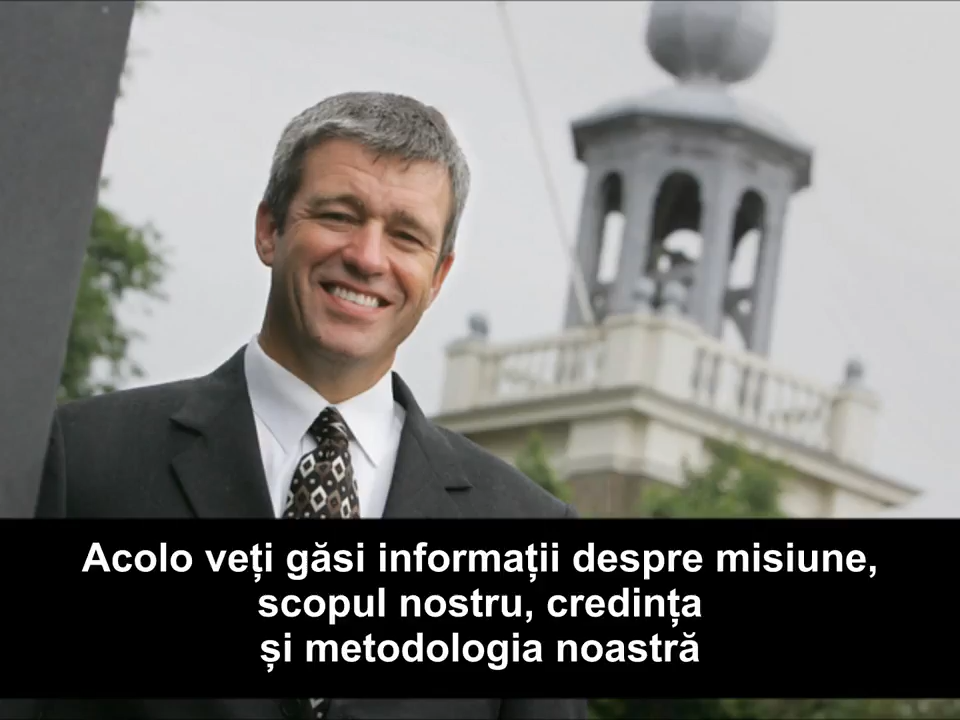 Acolo veți găsi informații despre misiune,
scopul nostru, credința
și metodologia noastră